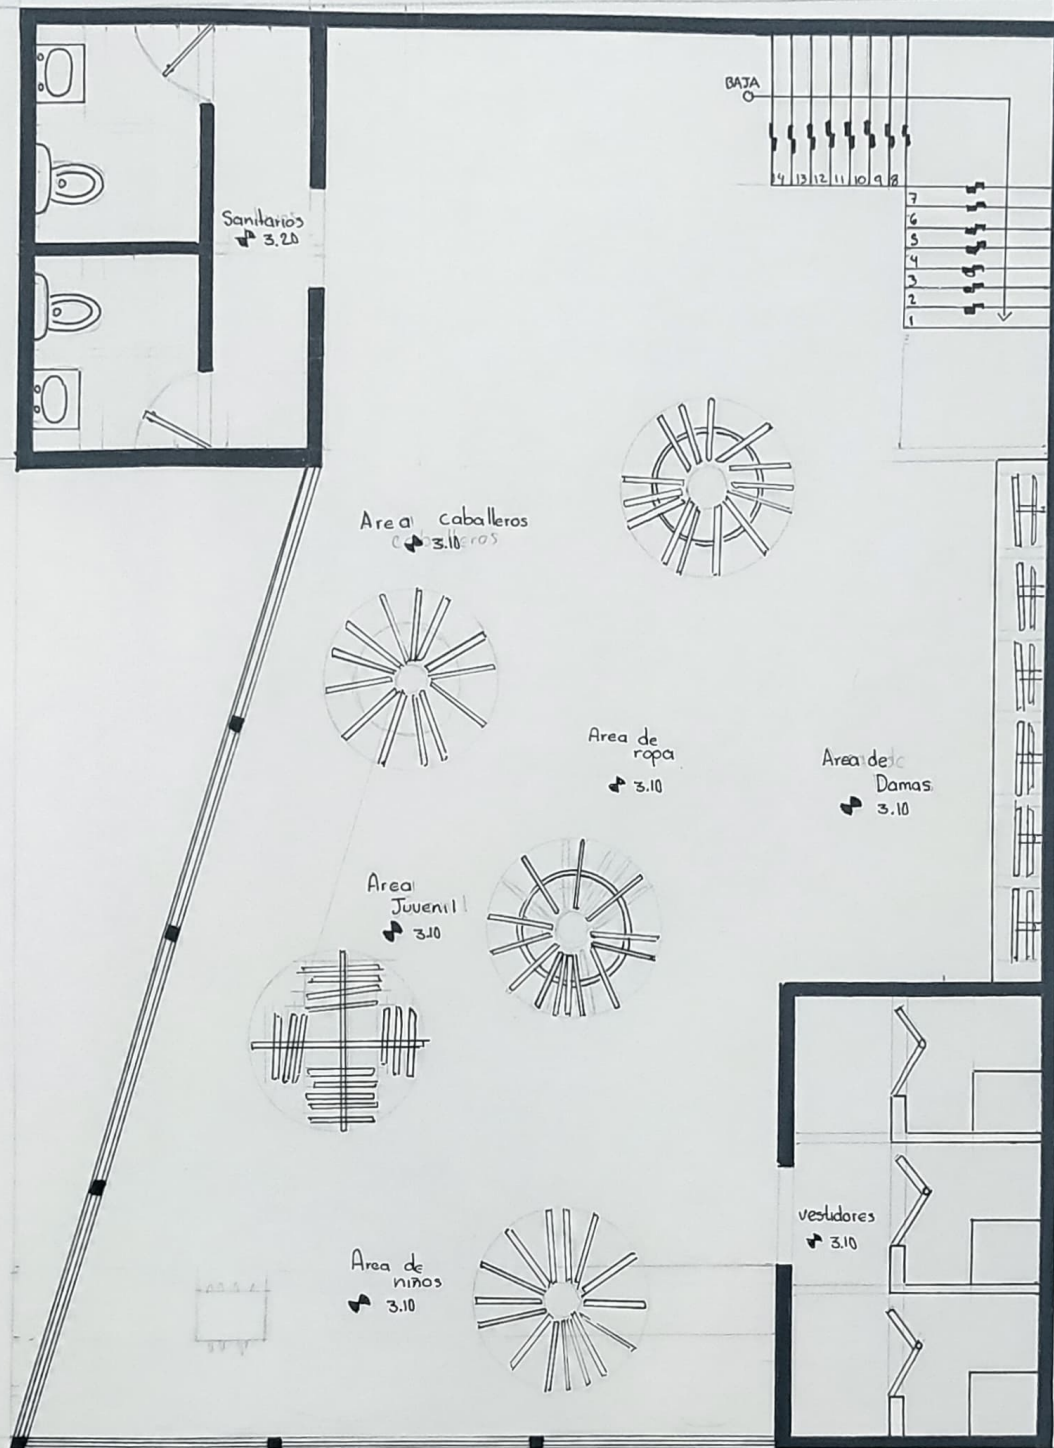 BAJA
14 13 12 11 10 9 8
7
6
5
4
3
2
1
Sanitarios
3.20
Area caballeros
caballeros
3.10
Area de
ropa
3.10
Area de
Damas
3.10
Area
Juvenil
3.10
vestidores
3.10
Area de
niños
3.10